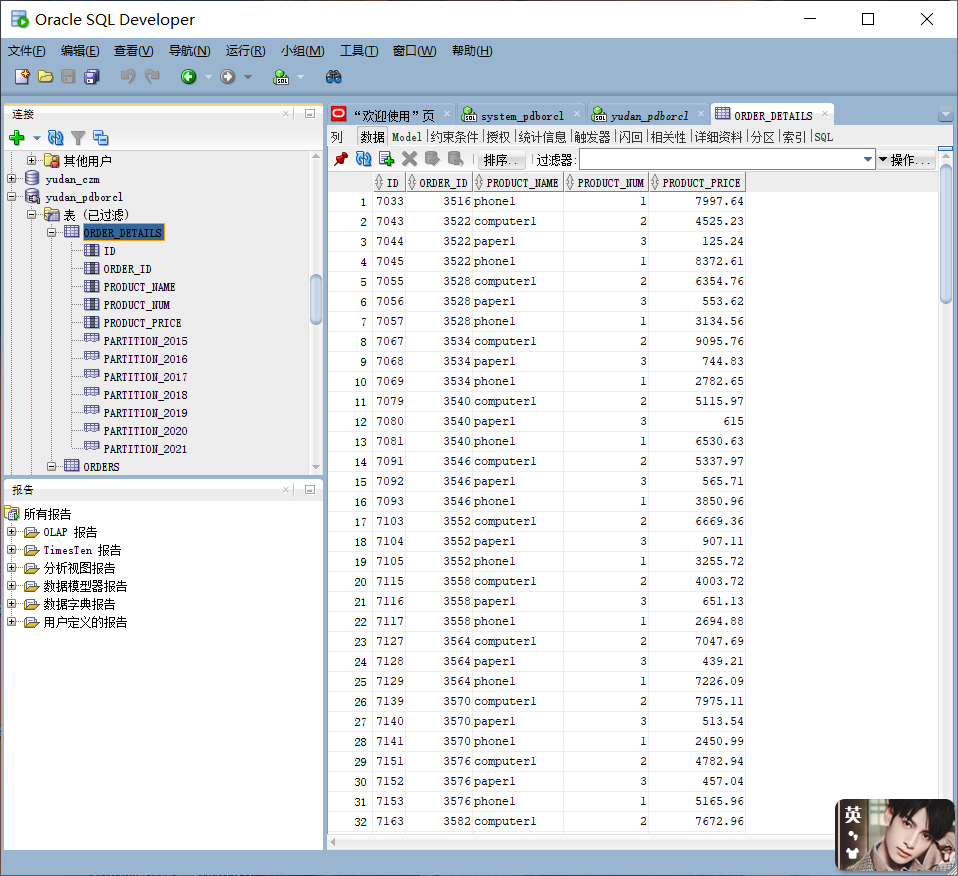 Oracle SQL Developer
文件(F) 编辑(E) 查看(V) 导航(N) 运行(R) 小组(M) 工具(T) 窗口(W) 帮助(H)
连接
其他用户
yudan_czm
yudan_pdborcl
表 (已过滤)
ORDER_DETAILS
ID
ORDER_ID
PRODUCT_NAME
PRODUCT_NUM
PRODUCT_PRICE
PARTITION_2015
PARTITION_2016
PARTITION_2017
PARTITION_2018
PARTITION_2019
PARTITION_2020
PARTITION_2021
ORDERS
报告
所有报告
OLAP 报告
TimesTen 报告
分析视图报告
数据模型器报告
数据字典报告
用户定义的报告
“欢迎使用”页 system_pdborcl yudan_pdborcl ORDER_DETAILS
列 数据 Model 约束条件 授权 统计信息 触发器 闪回 相关性 详细资料 分区 索引 SQL
排序.. 过滤器: 操作...
ID ORDER_ID PRODUCT_NAME PRODUCT_NUM PRODUCT_PRICE
1 7033 3516 phone1 1 7997.64
2 7043 3522 computer1 2 4525.23
3 7044 3522 paper1 3 125.24
4 7045 3522 phone1 1 8372.61
5 7055 3528 computer1 2 6354.76
6 7056 3528 paper1 3 553.62
7 7057 3528 phone1 1 3134.56
8 7067 3534 computer1 2 9095.76
9 7068 3534 paper1 3 744.83
10 7069 3534 phone1 1 2782.65
11 7079 3540 computer1 2 5115.97
12 7080 3540 paper1 3 615
13 7081 3540 phone1 1 6530.63
14 7091 3546 computer1 2 5337.97
15 7092 3546 paper1 3 565.71
16 7093 3546 phone1 1 3850.96
17 7103 3552 computer1 2 6669.36
18 7104 3552 paper1 3 907.11
19 7105 3552 phone1 1 3255.72
20 7115 3558 computer1 2 4003.72
21 7116 3558 paper1 3 651.13
22 7117 3558 phone1 1 2694.88
23 7127 3564 computer1 2 7047.69
24 7128 3564 paper1 3 439.21
25 7129 3564 phone1 1 7226.09
26 7139 3570 computer1 2 7975.11
27 7140 3570 paper1 3 513.54
28 7141 3570 phone1 1 2450.99
29 7151 3576 computer1 2 4782.94
30 7152 3576 paper1 3 457.04
31 7153 3576 phone1 1 5165.96
32 7163 3582 computer1 2 7672.96
英